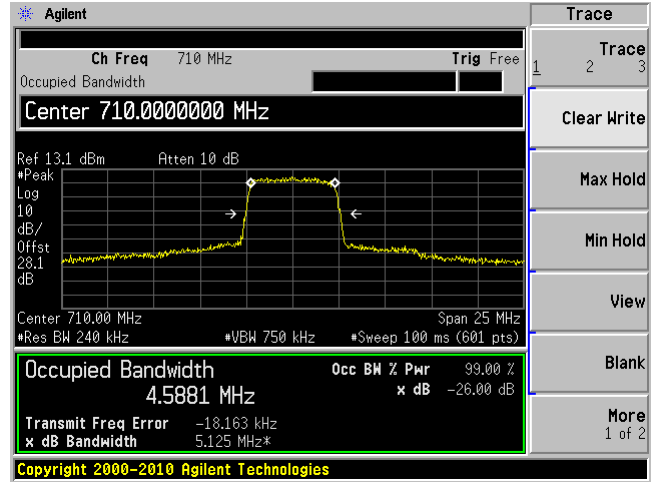 Agilent
Trace
Ch Freq 710 MHz Trig Free
Occupied Bandwidth
Center 710.0000000 MHz
Ref 13.1 dBm Atten 10 dB
#Peak
Log
10
dB/
Offst
28.1
dB
Center 710.00 MHz Span 25 MHz
#Res BW 240 kHz #VBW 750 kHz #Sweep 100 ms (601 pts)
Occupied Bandwidth Occ BW % Pwr 99.00 %
4.5881 MHz x dB -26.00 dB
Transmit Freq Error -18.163 kHz
x dB Bandwidth 5.125 MHz*
Copyright 2000-2010 Agilent Technologies
Trace
1 2 3
Clear Write
Max Hold
Min Hold
View
Blank
More
1 of 2